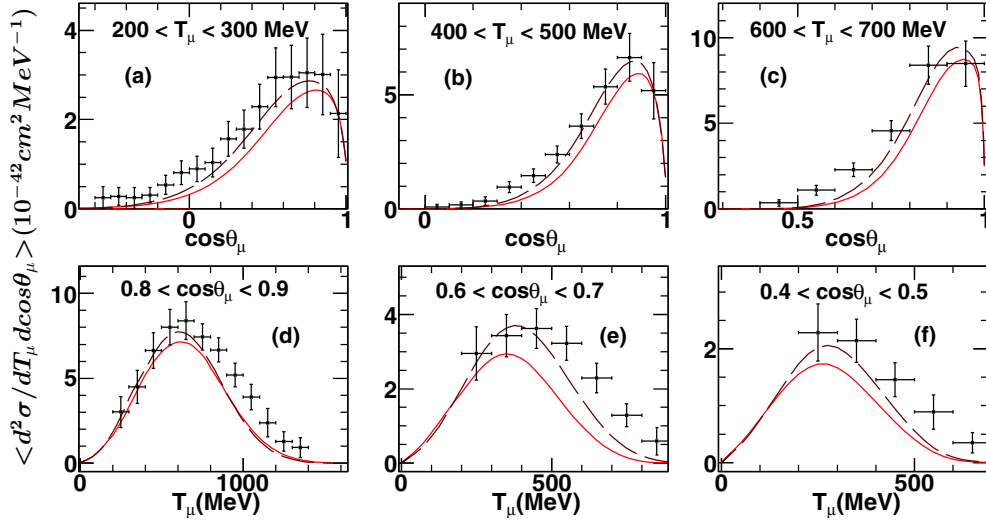 <d²σ/dT_μ dcosθ_μ>(10⁻⁴²cm² MeV⁻¹)
200 < T_μ < 300 MeV
400 < T_μ < 500 MeV
600 < T_μ < 700 MeV
(a)
(b)
(c)
4
2
0
5
0
10
5
0
0 1
0 1
0.5 1
cosθ_μ
cosθ_μ
cosθ_μ
0.8 < cosθ_μ < 0.9
0.6 < cosθ_μ < 0.7
0.4 < cosθ_μ < 0.5
(d)
(e)
(f)
10
5
0
4
2
0
2
0
0 1000
0 500
0 500
T_μ(MeV)
T_μ(MeV)
T_μ(MeV)